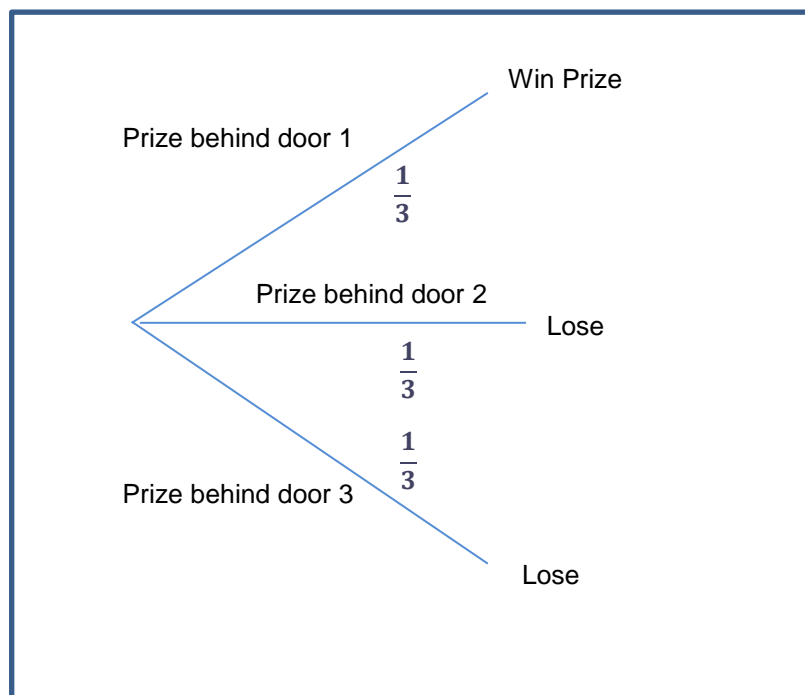 Win Prize
Prize behind door 1
1
3
Prize behind door 2
Lose
1
3
1
3
Prize behind door 3
Lose